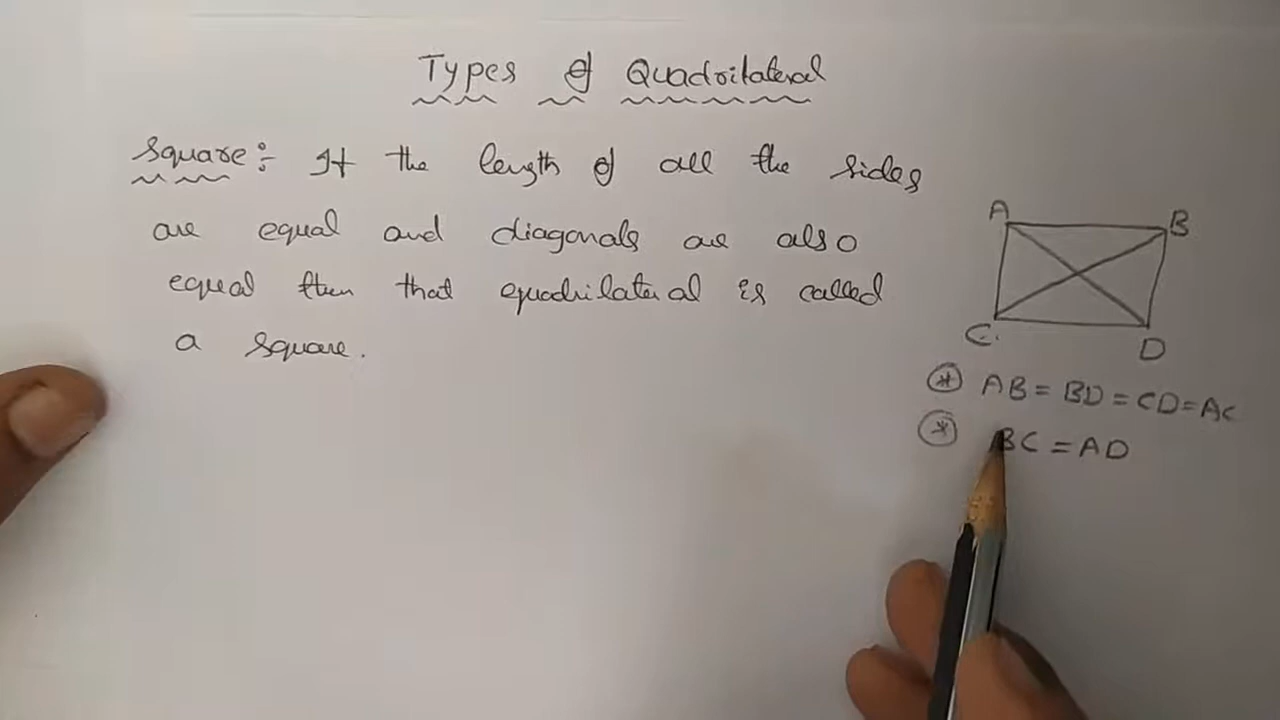 Types of Quadrilateral
Square:- If the length of all the sides
are equal and diagonals are also
equal then that quadrilateral is called
a square.
A B
C. D
* AB = BD = CD = AC
* BC = AD